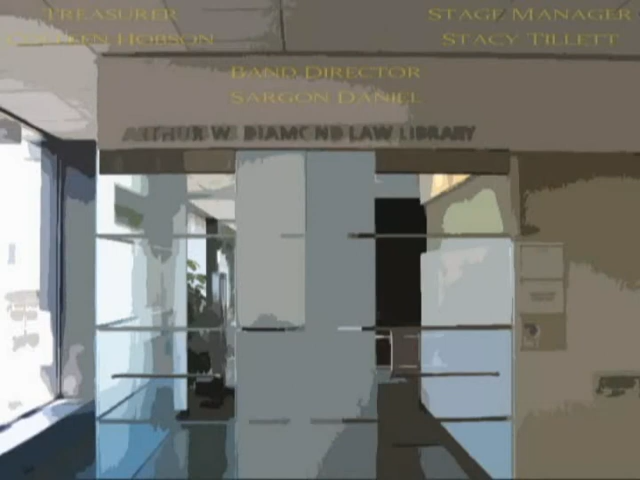 TREASURER
STAGE MANAGER
HOBSON
STACY TILLETT
BAND DIRECTOR
SARGON DANIEL
ARTHUR W. DIAMOND LAW LIBRARY